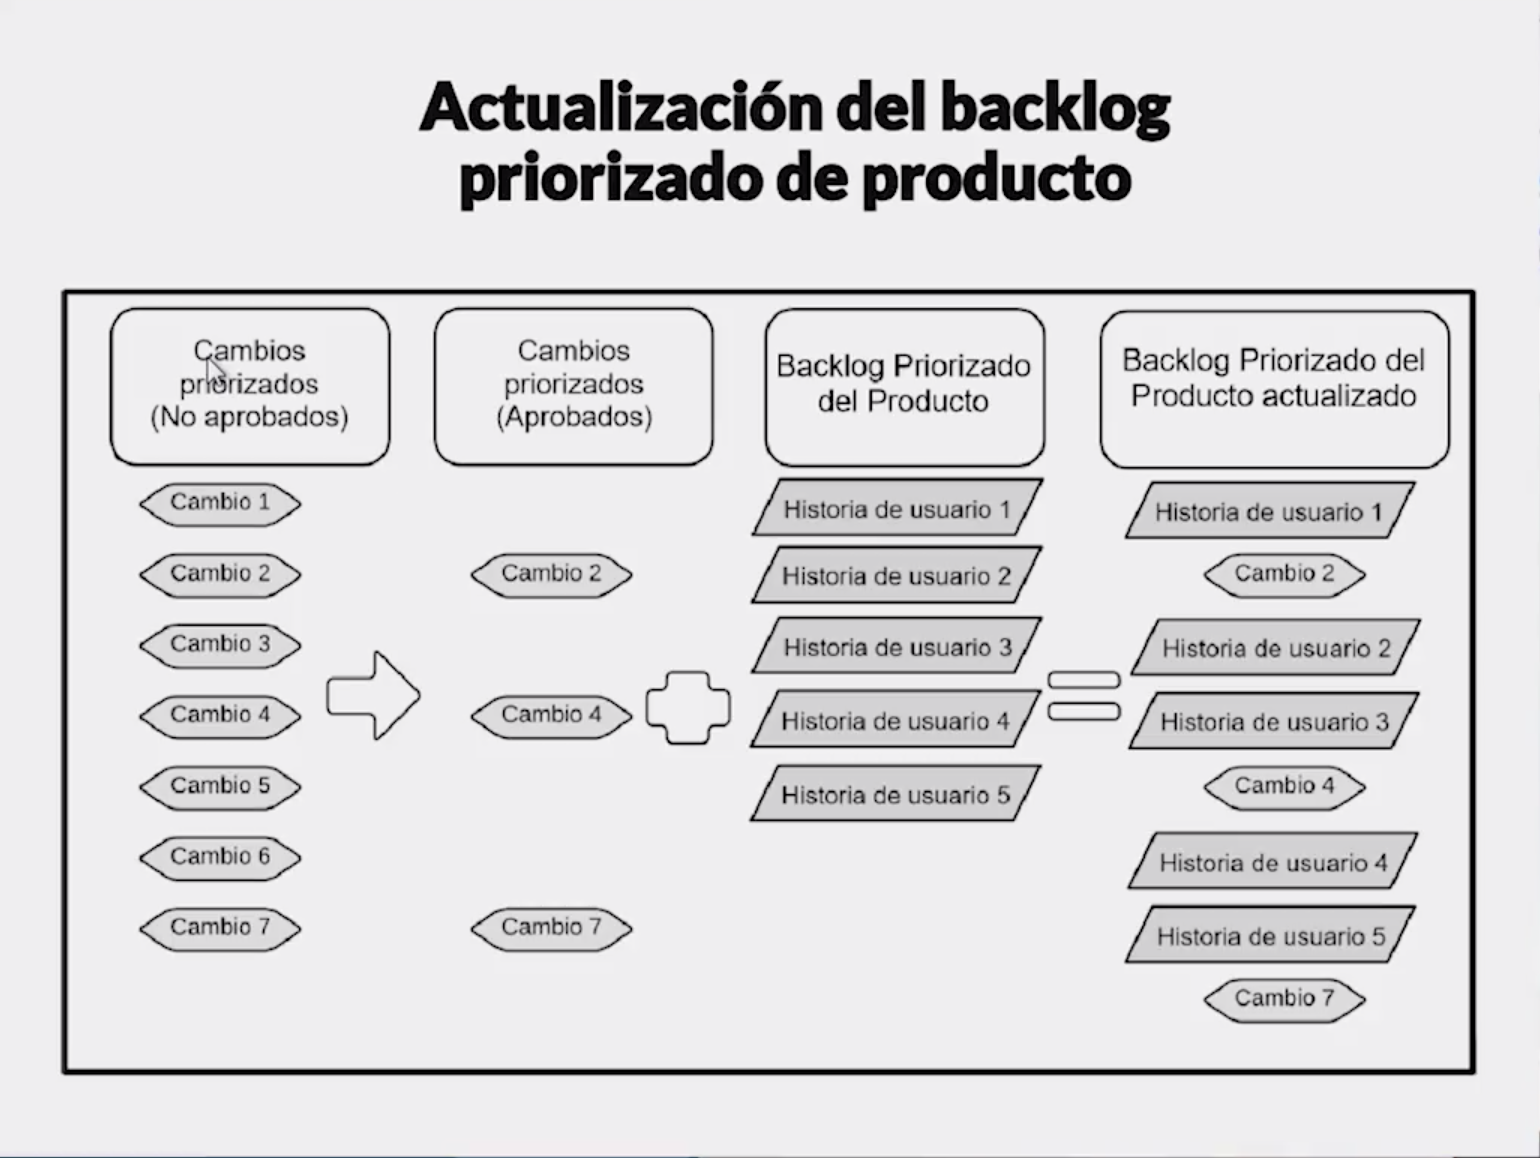 Actualización del backlog
priorizado de producto
Cambios
priorizados
(No aprobados)
Cambio 1
Cambio 2
Cambio 3
Cambio 4
Cambio 5
Cambio 6
Cambio 7
Cambios
priorizados
(Aprobados)
Cambio 2
Cambio 4
Cambio 7
Backlog Priorizado
del Producto
Historia de usuario 1
Historia de usuario 2
Historia de usuario 3
Historia de usuario 4
Historia de usuario 5
Backlog Priorizado del
Producto actualizado
Historia de usuario 1
Cambio 2
Historia de usuario 2
Historia de usuario 3
Cambio 4
Historia de usuario 4
Historia de usuario 5
Cambio 7